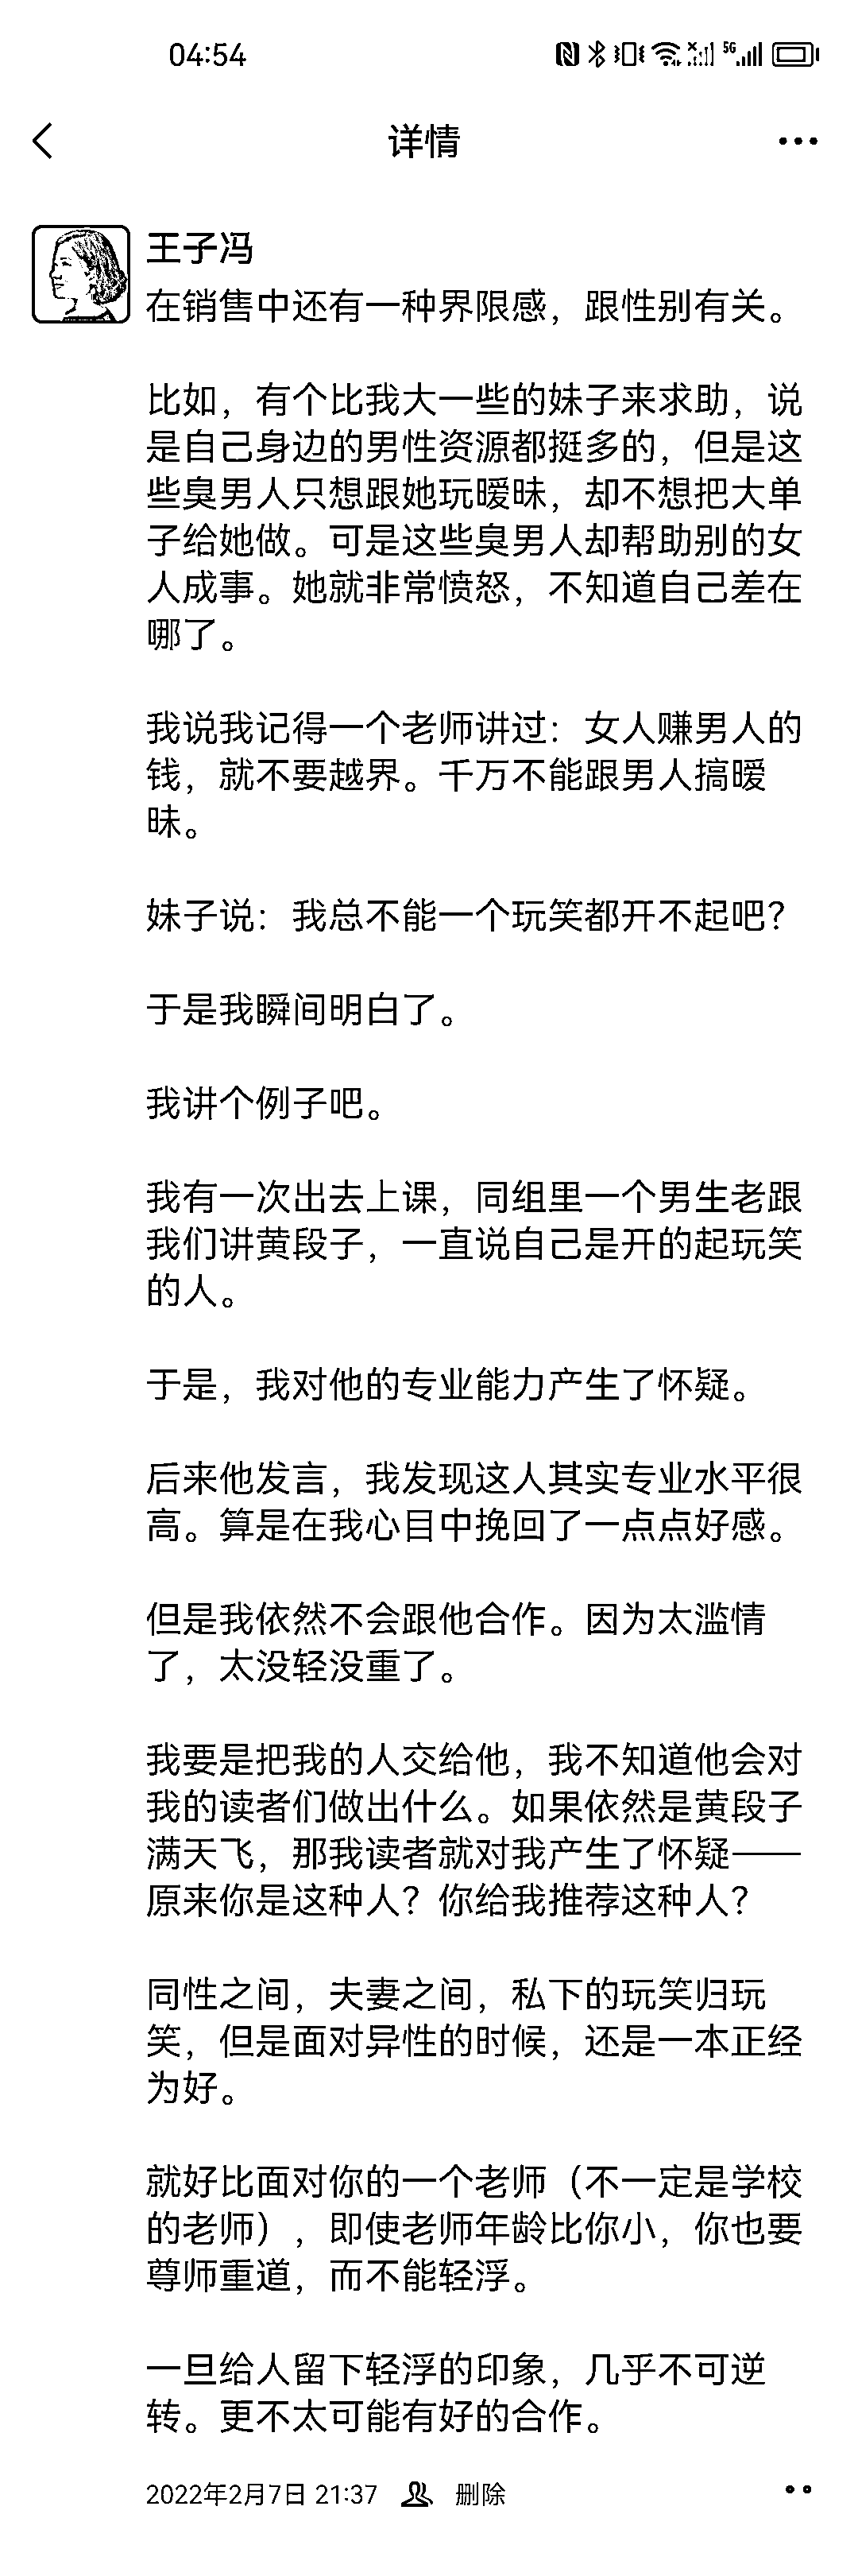 04:54
5G
详情
王子冯
在销售中还有一种界限感，跟性别有关。
比如，有个比我大一些的妹子来求助，说
是自己身边的男性资源都挺多的，但是这
些臭男人只想跟她玩暧昧，却不想把大单
子给她做。可是这些臭男人却帮助别的女
人成事。她就非常愤怒，不知道自己差在
哪了。
我说我记得一个老师讲过：女人赚男人的
钱，就不要越界。千万不能跟男人搞暧
昧。
妹子说：我总不能一个玩笑都开不起吧？
于是我瞬间明白了。
我讲个例子吧。
我有一次出去上课，同组里一个男生老跟
我们讲黄段子，一直说自己是开的起玩笑
的人。
于是，我对他的专业能力产生了怀疑。
后来他发言，我发现这人其实专业水平很
高。算是在我心目中挽回了一点点好感。
但是我依然不会跟他合作。因为太滥情
了，太没轻没重了。
我要是把我的人交给他，我不知道他会对
我的读者们做出什么。如果依然是黄段子
满天飞，那我读者就对我产生了怀疑——
原来你是这种人？你给我推荐这种人？
同性之间，夫妻之间，私下的玩笑归玩
笑，但是面对异性的时候，还是一本正经
为好。
就好比面对你的一个老师（不一定是学校
的老师），即使老师年龄比你小，你也要
尊师重道，而不能轻浮。
一旦给人留下轻浮的印象，几乎不可逆
转。更不太可能有好的合作。
2022年2月7日 21:37 删除